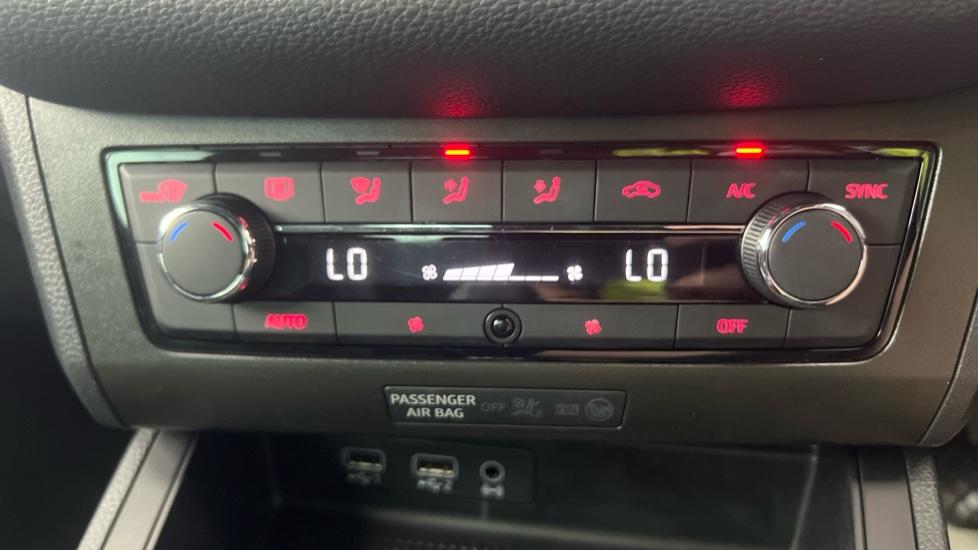 A/C
SYNC
LO
LO
AUTO
OFF
PASSENGER
AIR BAG
OFF